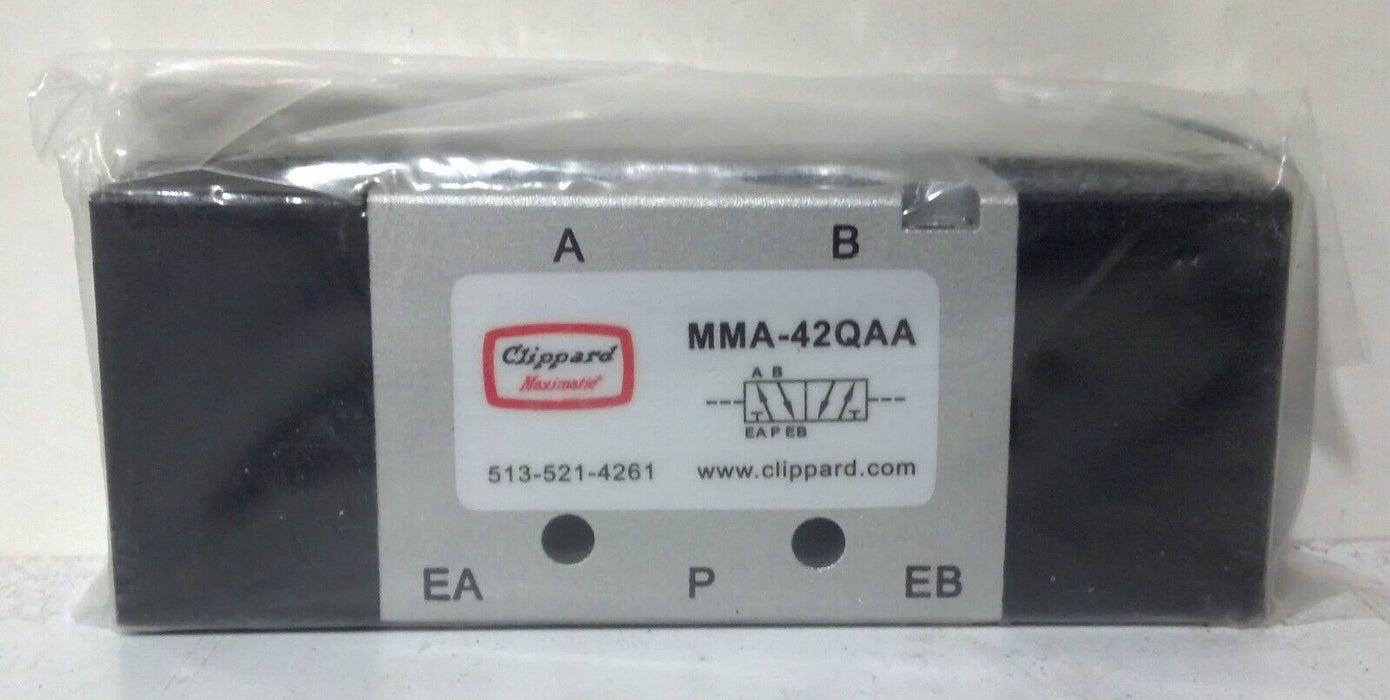 A B
Clippard
Maximatic®
MMA-42QAA
A B
EA P EB
513-521-4261 www.clippard.com
EA P EB